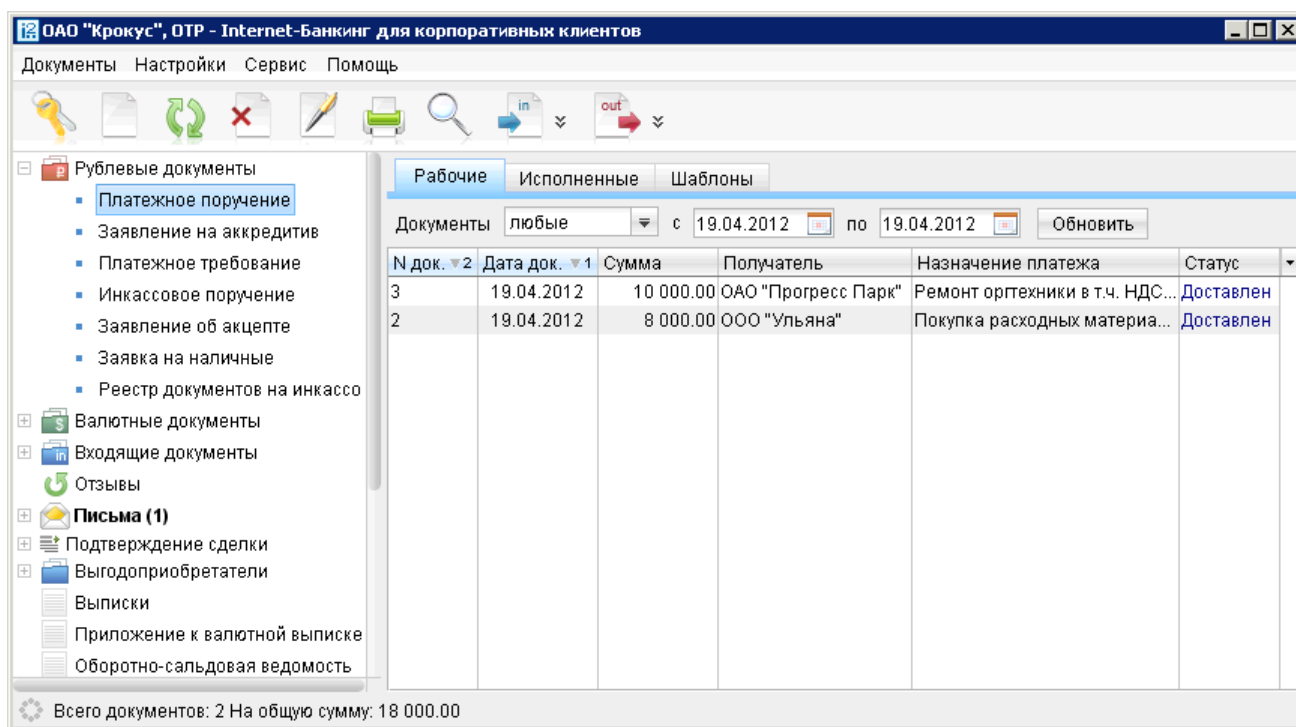 ОАО "Крокус", OTP - Internet-Банкинг для корпоративных клиентов
Документы Настройки Сервис Помощь
in out
Рублевые документы
Платежное поручение
Заявление на аккредитив
Платежное требование
Инкассовое поручение
Заявление об акцепте
Заявка на наличные
Реестр документов на инкассо
Валютные документы
Входящие документы
Отзывы
Письма (1)
Подтверждение сделки
Выгодоприобретатели
Выписки
Приложение к валютной выписке
Оборотно-сальдовая ведомость
Рабочие Исполненные Шаблоны
Документы любые с 19.04.2012 по 19.04.2012 Обновить
N док. 2 Дата док. 1 Сумма Получатель Назначение платежа Статус
3 19.04.2012 10 000.00 ОАО "Прогресс Парк" Ремонт оргтехники в т.ч. НДС... Доставлен
2 19.04.2012 8 000.00 ООО "Ульяна" Покупка расходных материа... Доставлен
Всего документов: 2 На общую сумму: 18 000.00